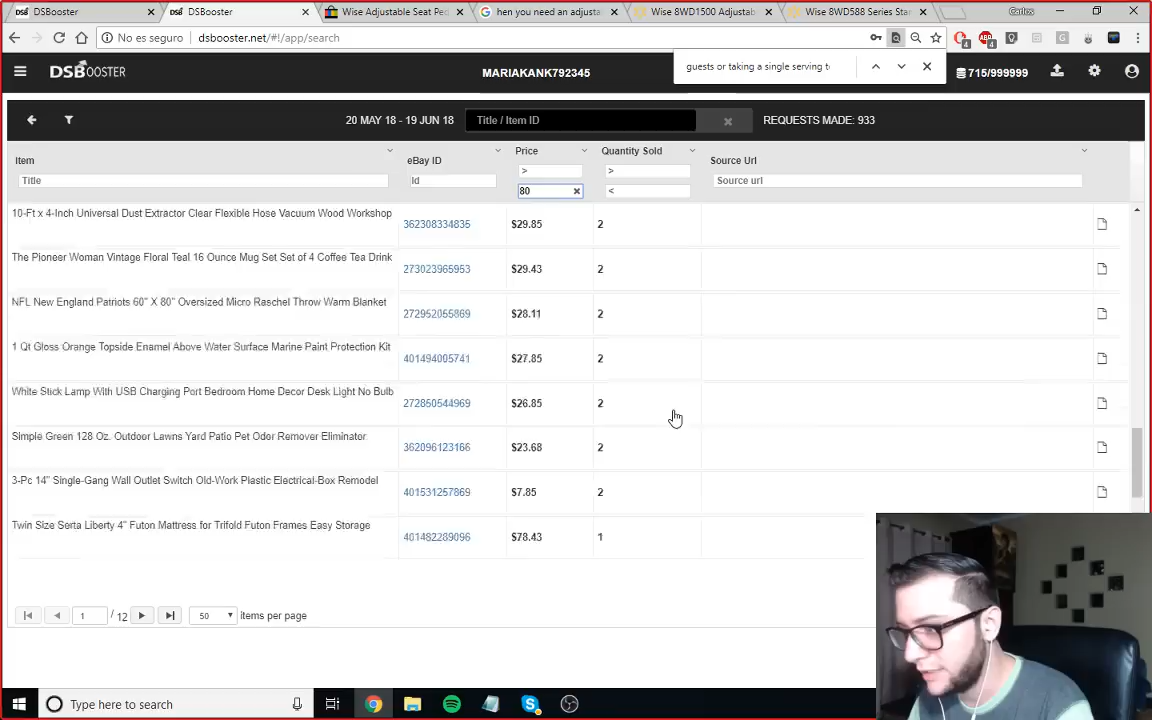 DSBooster
DSBooster
Wise Adjustable Seat Ped
hen you need an adjusta
Wise 8WD1500 Adjustab
Wise 8WD588 Series Star
Carlos
No es seguro
dsbooster.net/#!/app/search
guests or taking a single serving t
DSBOOSTER
MARIAKANK792345
715/999999
20 MAY 18 - 19 JUN 18
Title / Item ID
REQUESTS MADE: 933
Item
eBay ID
Price
Quantity Sold
Source Url
Title
Id
>
>
Source url
80
<
10-Ft x 4-Inch Universal Dust Extractor Clear Flexible Hose Vacuum Wood Workshop
362308334835
$29.85
2
The Pioneer Woman Vintage Floral Teal 16 Ounce Mug Set Set of 4 Coffee Tea Drink
273023965953
$29.43
2
NFL New England Patriots 60" X 80" Oversized Micro Raschel Throw Warm Blanket
272952055869
$28.11
2
1 Qt Gloss Orange Topside Enamel Above Water Surface Marine Paint Protection Kit
401494005741
$27.85
2
White Stick Lamp With USB Charging Port Bedroom Home Decor Desk Light No Bulb
272850544969
$26.85
2
Simple Green 128 Oz. Outdoor Lawns Yard Patio Pet Odor Remover Eliminator
362096123166
$23.68
2
3-Pc 14" Single-Gang Wall Outlet Switch Old-Work Plastic Electrical-Box Remodel
401531257869
$7.85
2
Twin Size Serta Liberty 4" Futon Mattress for Trifold Futon Frames Easy Storage
401482289096
$78.43
1
1
/ 12
50
items per page
Type here to search